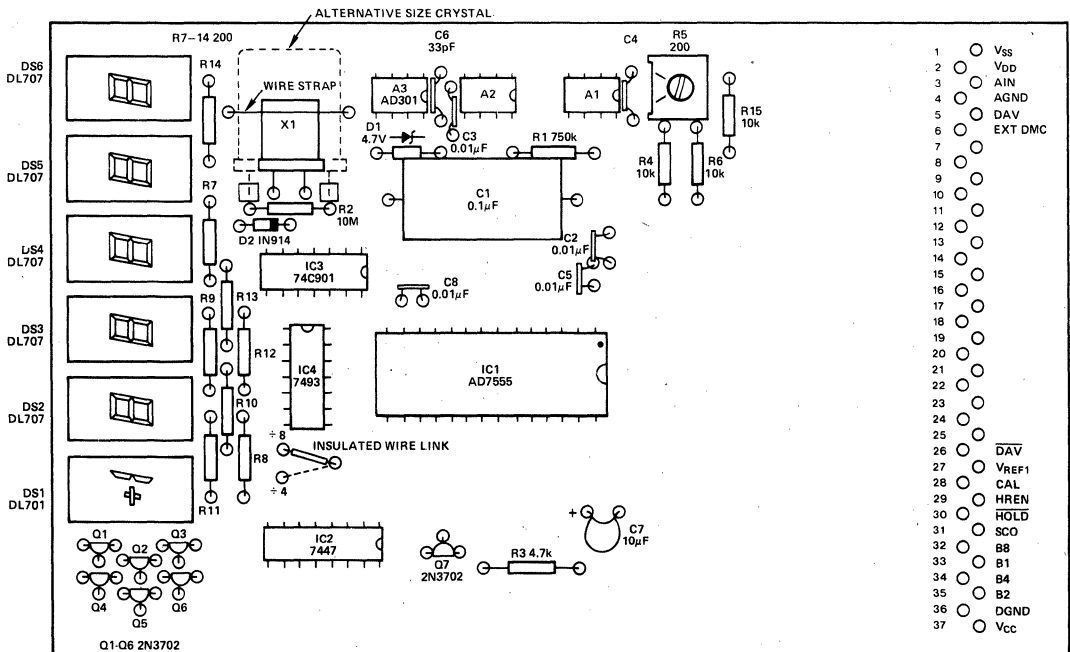 ALTERNATIVE SIZE CRYSTAL
R7-14 200
C6
33pF
C4
R5
200
DS6
DL707
R14
WIRE STRAP
X1
A3
AD301
A2
A1
R15
10k
D1
4.7V
C3
0.01µF
R1 750k
R4
10k
R6
10k
DS5
DL707
R7
R2
10M
D2 IN914
C1
0.1µF
DS4
DL707
IC3
74C901
C2
0.01µF
C5
0.01µF
C8
0.01µF
R9
R13
DS3
DL707
R12
IC4
7493
IC1
AD7555
DS2
DL707
R10
R8
R11
÷8
INSULATED WIRE LINK
÷4
DS1
DL701
Q1
Q2
Q3
Q4
Q5
Q6
Q1-Q6 2N3702
IC2
7447
Q7
2N3702
R3 4.7k
+
C7
10µF
1 VSS
2 VDD
3 AIN
4 AGND
5 DAV
6 EXT DMC
7
8
9
10
11
12
13
14
15
16
17
18
19
20
21
22
23
24
25
26 D̅A̅V̅
27 VREF1
28 CAL
29 HREN
30 H̅O̅L̅D̅
31 SCO
32 B8
33 B1
34 B4
35 B2
36 DGND
37 VCC